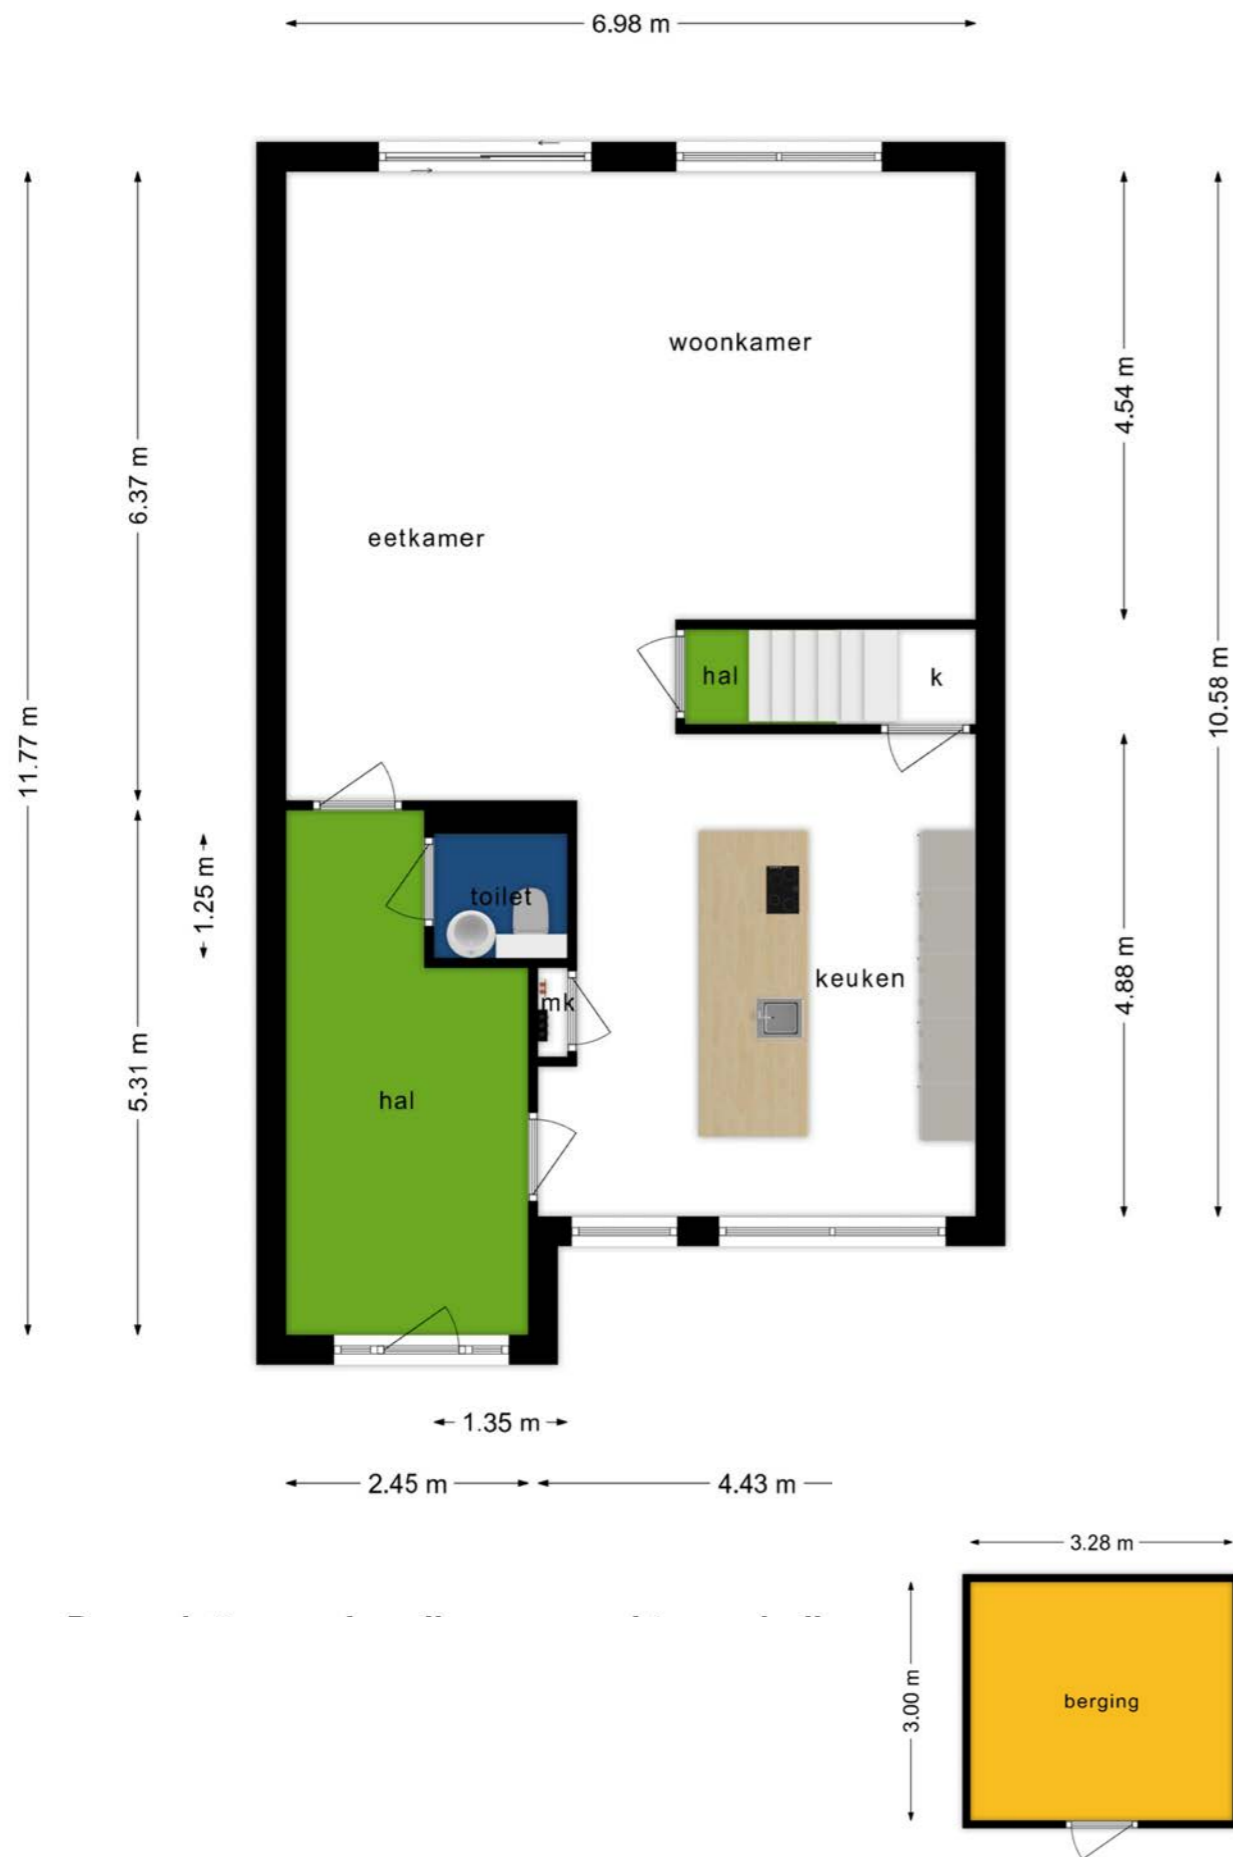 6.98 m
woonkamer
4.54 m
6.37 m
eetkamer
hal
k
10.58 m
11.77 m
1.25 m
toilet
keuken
4.88 m
mk
5.31 m
hal
1.35 m
2.45 m
4.43 m
3.28 m
3.00 m
berging